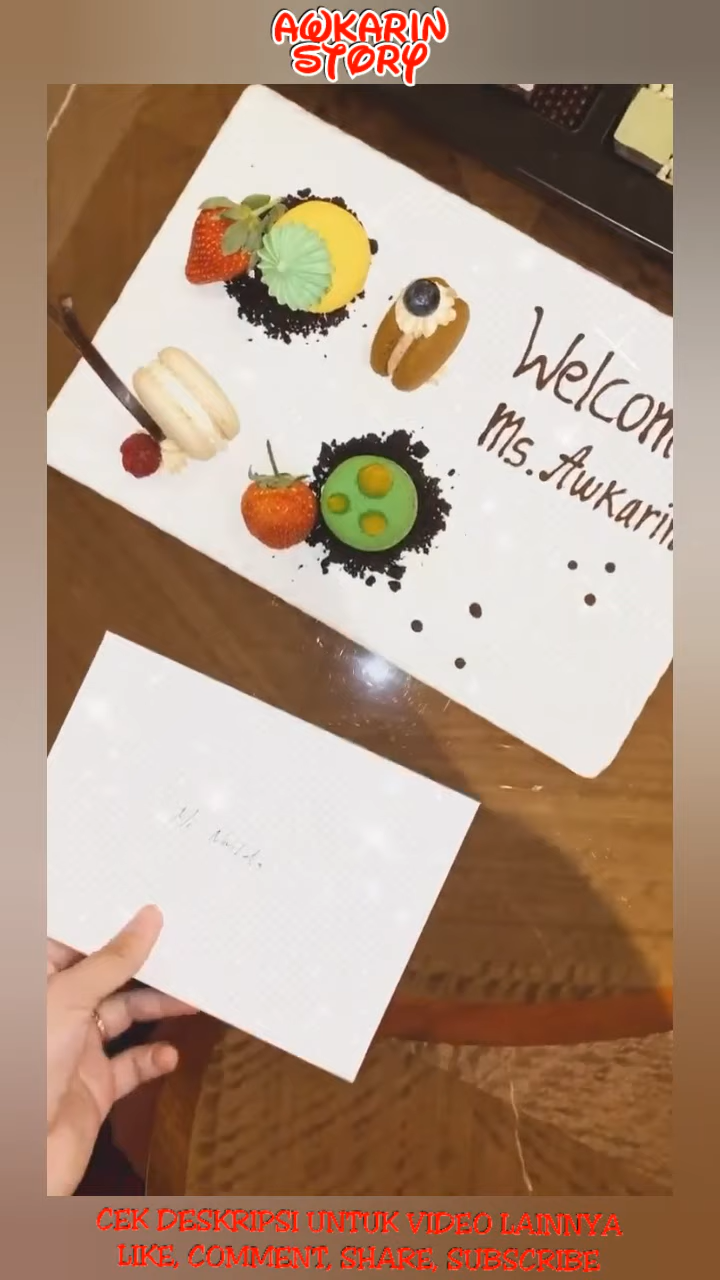 AWKARIN
STORY
Welcom
Ms. Awkarin
CEK DESKRIPSI UNTUK VIDEO LAINNYA
LIKE, COMMENT, SHARE, SUBSCRIBE